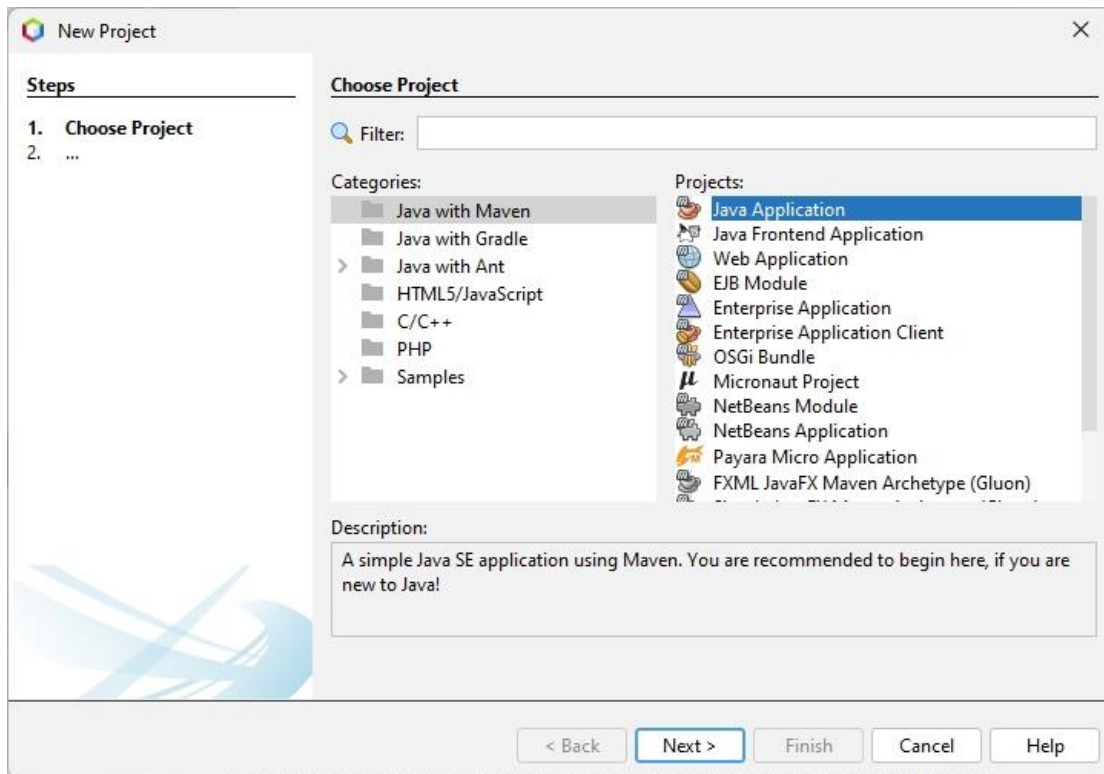 New Project
Steps
1. Choose Project
2. ...
Choose Project
Filter:
Categories:
Java with Maven
Java with Gradle
Java with Ant
HTML5/JavaScript
C/C++
PHP
Samples
Projects:
Java Application
Java Frontend Application
Web Application
EJB Module
Enterprise Application
Enterprise Application Client
OSGi Bundle
Micronaut Project
NetBeans Module
NetBeans Application
Payara Micro Application
FXML JavaFX Maven Archetype (Gluon)
Description:
A simple Java SE application using Maven. You are recommended to begin here, if you are
new to Java!
< Back
Next >
Finish
Cancel
Help